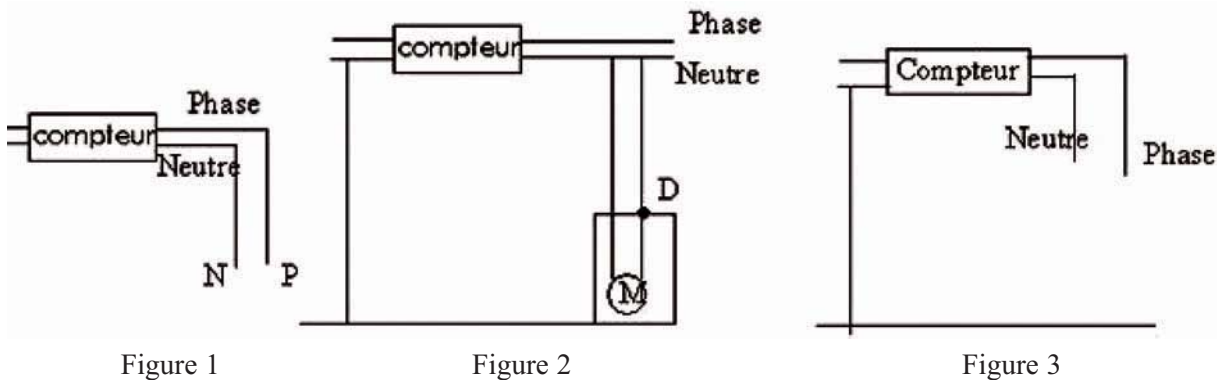 Phase
compteur
Neutre
N P
Figure 1
Phase
compteur
Neutre
D
M
Figure 2
Compteur
Neutre
Phase
Figure 3